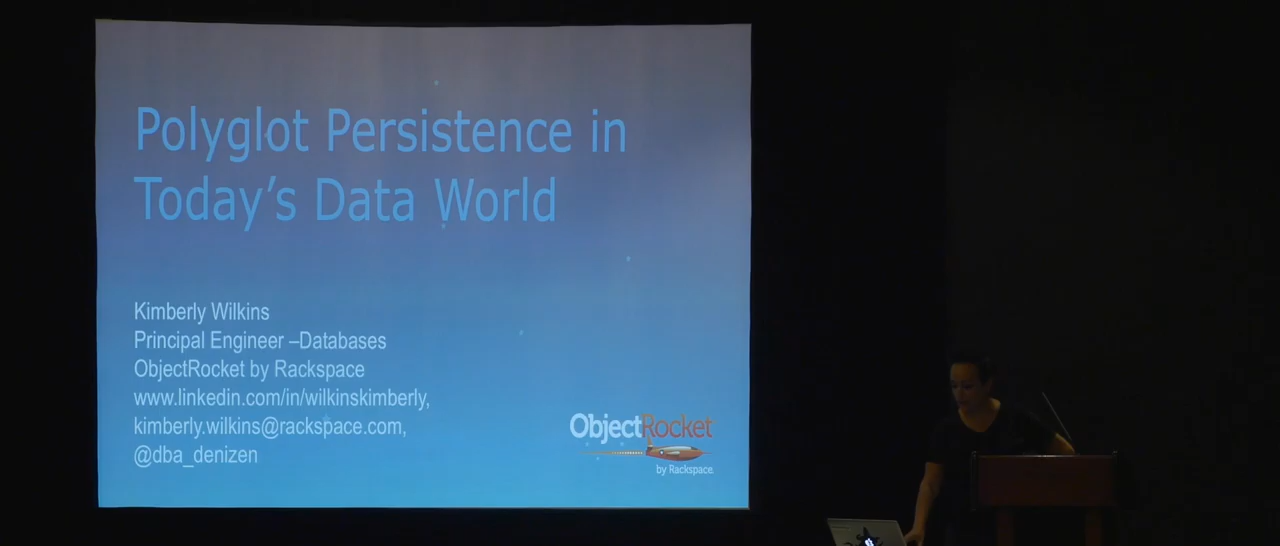 Polyglot Persistence in
Today's Data World
Kimberly Wilkins
Principal Engineer –Databases
ObjectRocket by Rackspace
www.linkedin.com/in/wilkinskimberly,
kimberly.wilkins@rackspace.com,
@dba_denizen
ObjectRocket
by Rackspace.